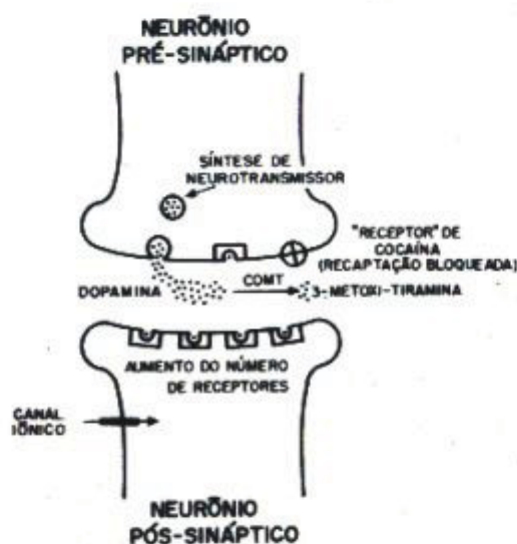 NEURÔNIO
PRÉ-SINÁPTICO
SÍNTESE DE
NEUROTRANSMISSOR
"RECEPTOR" DE
COCAÍNA
(RECAPTAÇÃO BLOQUEADA)
DOPAMINA
COMT
3-METOXI-TIRAMINA
AUMENTO DO NÚMERO
DE RECEPTORES
CANAL
IÔNICO
NEURÔNIO
PÓS-SINÁPTICO